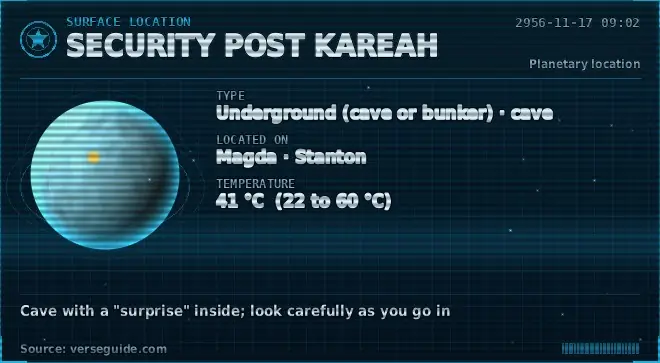 SURFACE LOCATION
2956-11-17 09:02
SECURITY POST KAREAH
Planetary location
TYPE
Underground (cave or bunker) · cave
LOCATED ON
Magda · Stanton
TEMPERATURE
41 °C (22 to 60 °C)
Cave with a "surprise" inside; look carefully as you go in
Source: verseguide.com